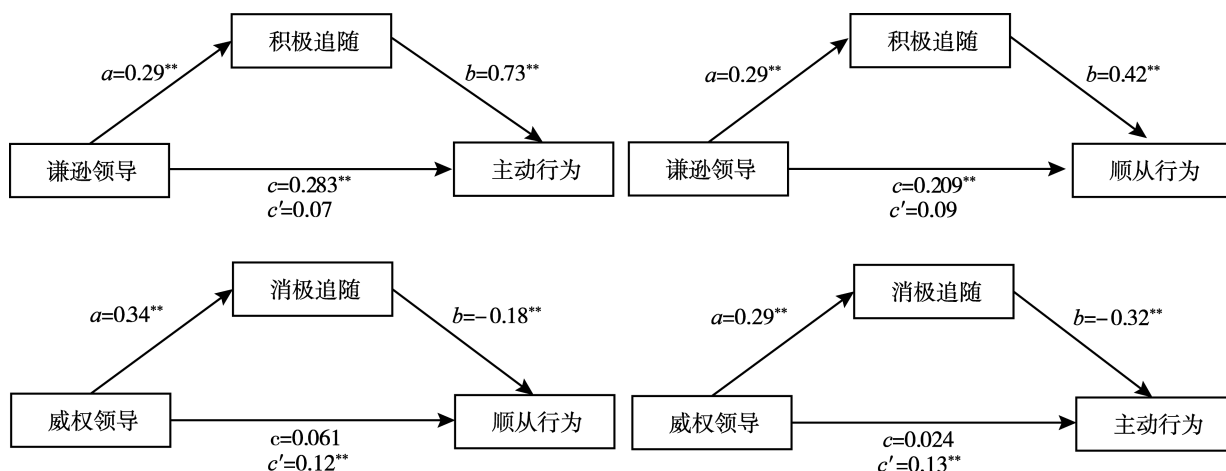 积极追随
a=0.29**
b=0.73**
谦逊领导
主动行为
c=0.283**
c′=0.07
积极追随
a=0.29**
b=0.42**
谦逊领导
顺从行为
c=0.209**
c′=0.09
消极追随
a=034**
b=-0.18**
威权领导
顺从行为
c=0.061
c′=0.12**
消极追随
a=0.29**
b=-0.32**
威权领导
主动行为
c=0.024
c′=0.13**